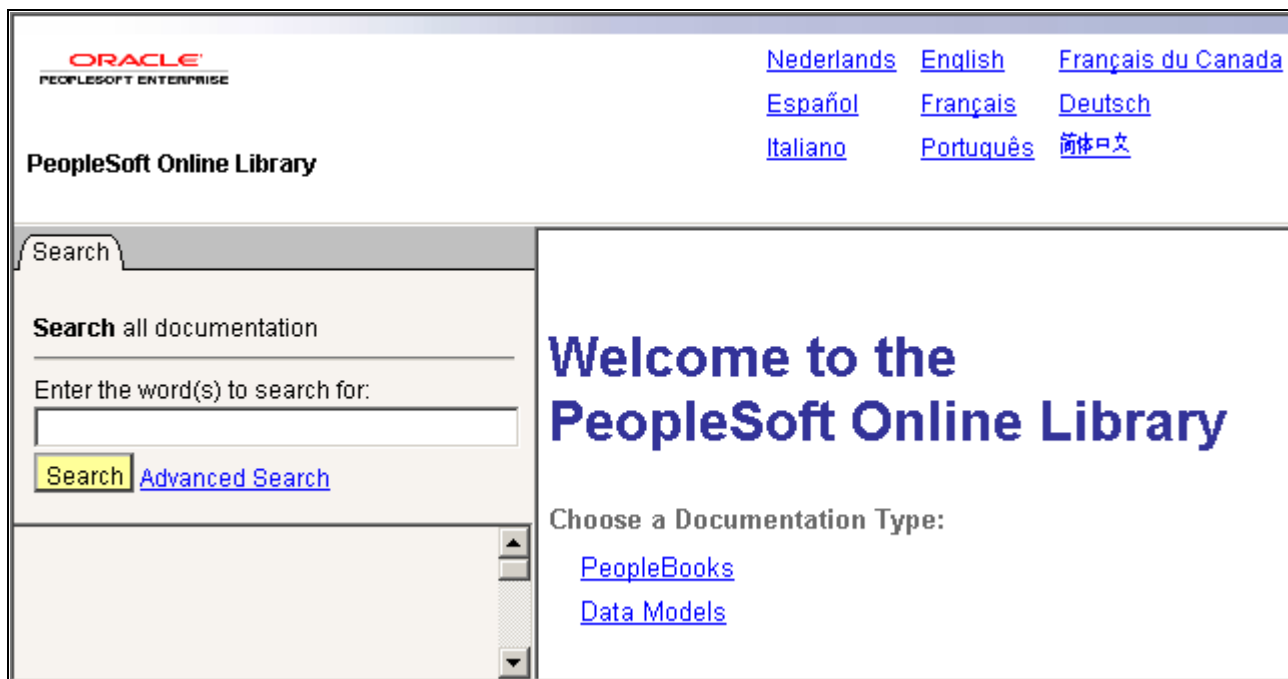 ORACLE'
PEOPLESOFT ENTERPRISE
PeopleSoft Online Library
Nederlands English Français du Canada
Español Français Deutsch
Italiano Português 简体中文
Search
Search all documentation
Enter the word(s) to search for:
Search Advanced Search
Welcome to the
PeopleSoft Online Library
Choose a Documentation Type:
PeopleBooks
Data Models